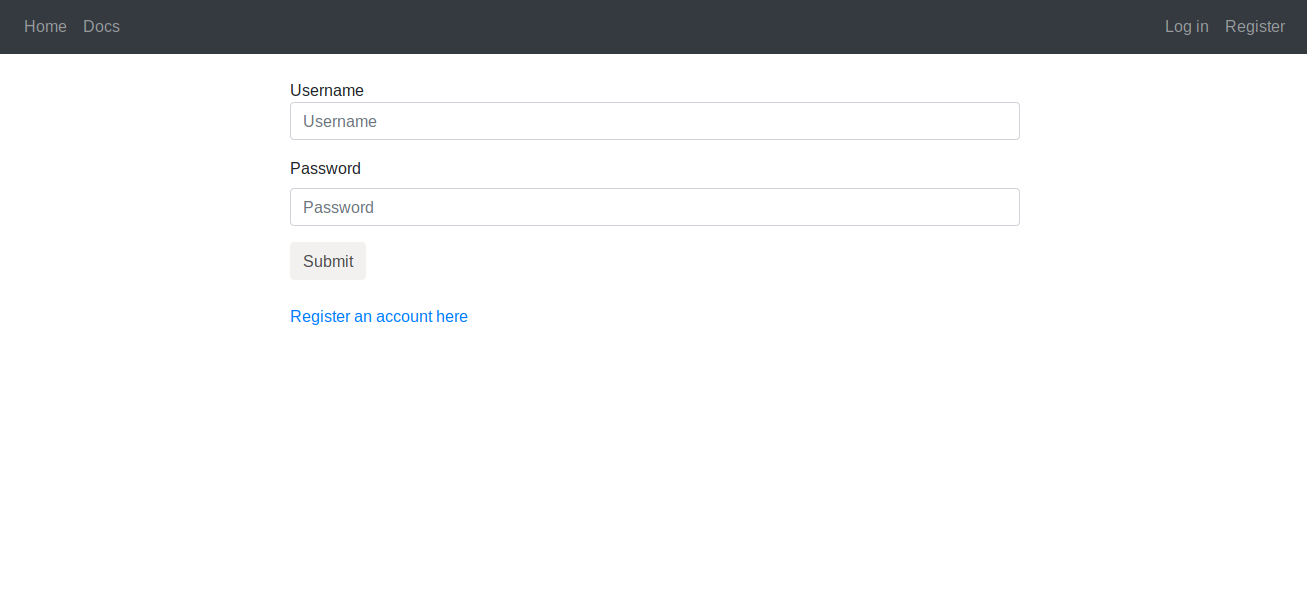 Home Docs Log in Register
Username
Username
Password
Password
Submit
Register an account here